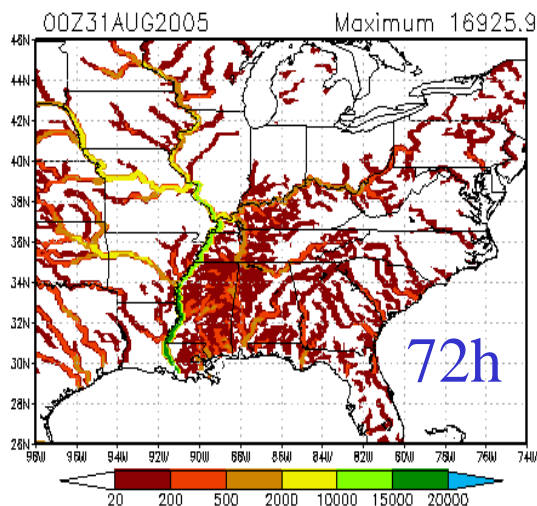 00Z31AUG2005 Maximum 16925.9
46N
44N
42N
40N
38N
36N
34N
32N
30N
28N
26N
72h
98W 96W 94W 92W 90W 88W 86W 84W 82W 80W 78W 76W 74W
20 200 500 2000 10000 15000 20000